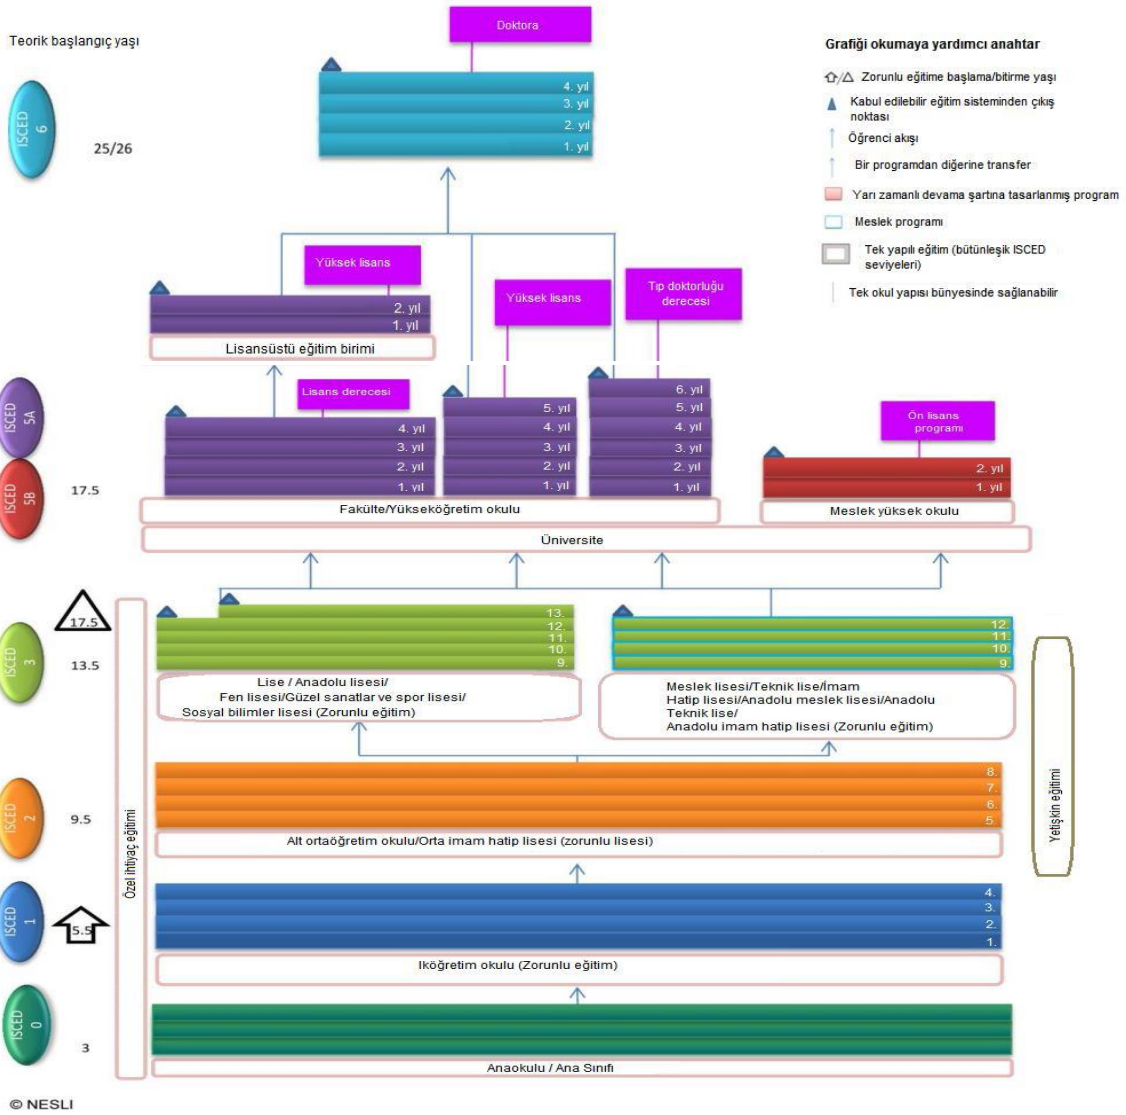 Doktora
Teorik başlangıç yaşı
Grafiği okumaya yardımcı anahtar
Zorunlu eğitime başlama/bitirme yaşı
Kabul edilebilir eğitim sisteminden çıkış
noktası
Öğrenci akışı
Bir programdan diğerine transfer
Yarı zamanlı devama şartına tasarlanmış program
Meslek programı
Tek yapılı eğitim (bütünleşik ISCED
seviyeleri)
Tek okul yapısı bünyesinde sağlanabilir
ISCED
6
25/26
4. yıl
3. yıl
2. yıl
1. yıl
Yüksek lisans
2. yıl
1. yıl
Lisansüstü eğitim birimi
Yüksek lisans
Tıp doktorluğu
derecesi
ISCED
5A
ISCED
5B
17.5
Lisans derecesi
4. yıl
3. yıl
2. yıl
1. yıl
5. yıl
4. yıl
3. yıl
2. yıl
1. yıl
6. yıl
5. yıl
4. yıl
3. yıl
2. yıl
1. yıl
Ön lisans
programı
2. yıl
1. yıl
Fakülte/Yükseköğretim okulu
Meslek yüksek okulu
Üniversite
17.5
ISCED
3
13.5
13.
12.
11.
10.
9.
12.
11.
10.
9.
Lise / Anadolu lisesi/
Fen lisesi/Güzel sanatlar ve spor lisesi/
Sosyal bilimler lisesi (Zorunlu eğitim)
Meslek lisesi/Teknik lise/İmam
Hatip lisesi/Anadolu meslek lisesi/Anadolu
Teknik lise/
Anadolu imam hatip lisesi (Zorunlu eğitim)
ISCED
2
9.5
8.
7.
6.
5.
Alt ortaöğretim okulu/Orta imam hatip lisesi (zorunlu lisesi)
Özel ihtiyaç eğitimi
Yetişkin eğitimi
ISCED
1
5.5
4.
3.
2.
1.
Iköğretim okulu (Zorunlu eğitim)
ISCED
0
3
Anaokulu / Ana Sınıfı
© NESLI